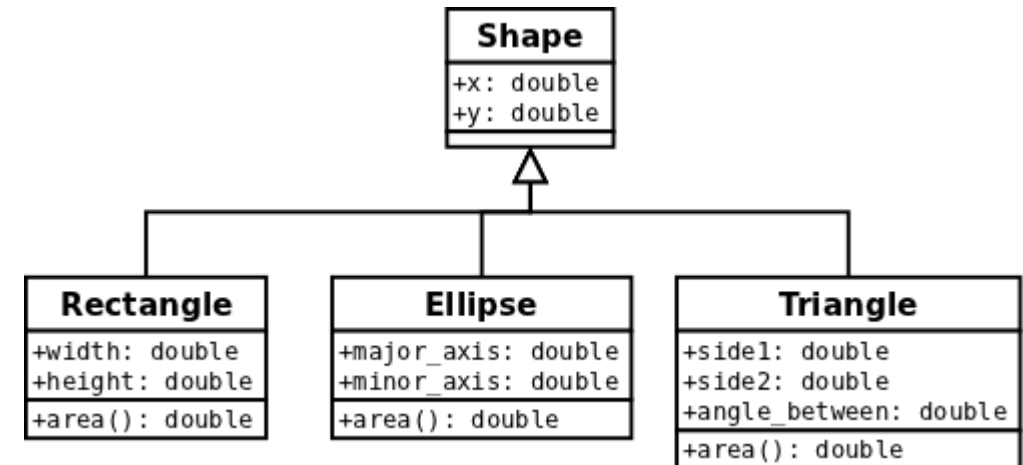 Shape
+x: double
+y: double
Rectangle
+width: double
+height: double
+area(): double
Ellipse
+major_axis: double
+minor_axis: double
+area(): double
Triangle
+side1: double
+side2: double
+angle_between: double
+area(): double